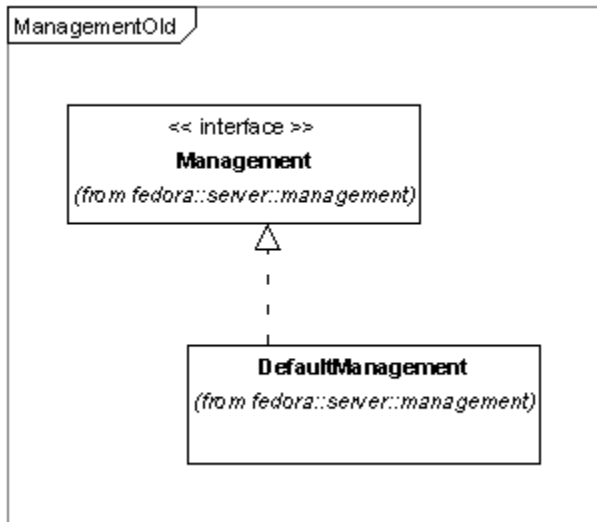 ManagementOld
<< interface >>
Management
(from fedora::server::management)
DefaultManagement
(from fedora::server::management)